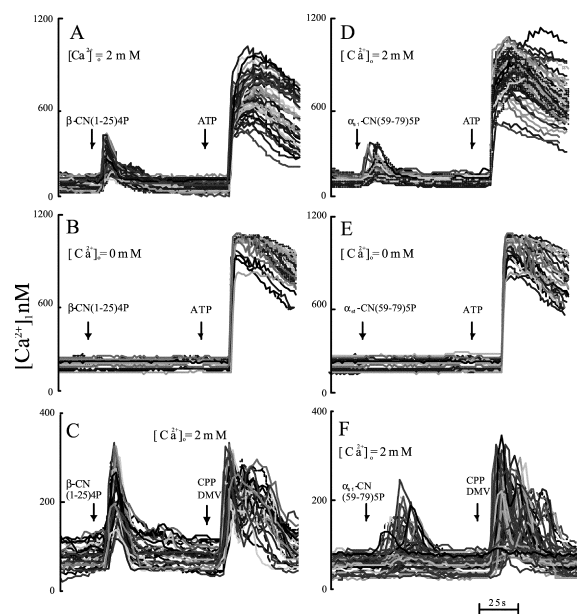 A
[Ca²⁺]ₒ = 2 mM
β-CN(1-25)4P
ATP
1200
600
0
D
[Ca²⁺]ₒ = 2 mM
αs1-CN(59-79)5P
ATP
1200
600
0
B
[Ca²⁺]ₒ = 0 mM
β-CN(1-25)4P
ATP
1200
600
0
E
[Ca²⁺]ₒ = 0 mM
αs1-CN(59-79)5P
ATP
1200
600
0
[Ca²⁺]ᵢ nM
C
[Ca²⁺]ₒ = 2 mM
β-CN
(1-25)4P
CPP
DMV
400
200
0
F
[Ca²⁺]ₒ = 2 mM
αs1-CN
(59-79)5P
CPP
DMV
400
200
0
25s